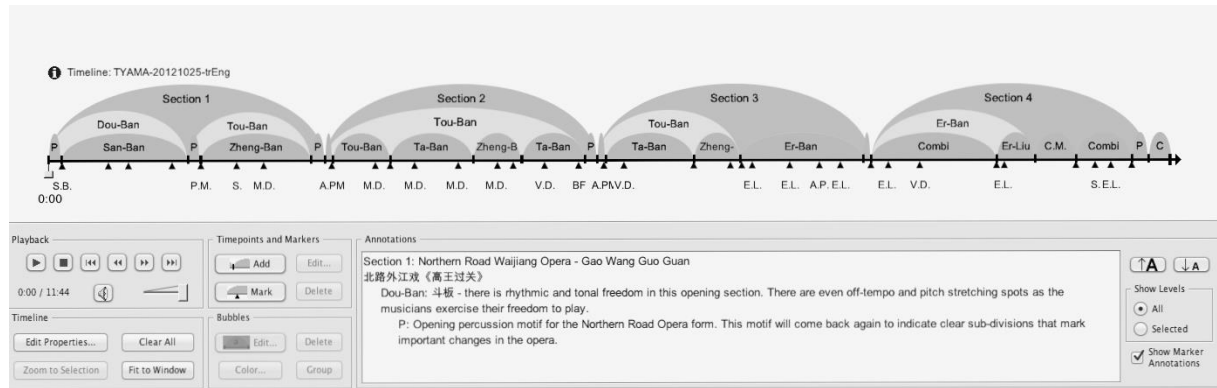 Timeline: TYAMA-20121025-trEng
Section 1 Section 2 Section 3 Section 4
Dou-Ban Tou-Ban Tou-Ban Tou-Ban Er-Ban
P San-Ban P Zheng-Ban P Tou-Ban Ta-Ban Zheng-B Ta-Ban P Ta-Ban Zheng- Er-Ban Combi Er-Liu C.M. Combi P C
S.B. P.M. S. M.D. A.PM M.D. M.D. M.D. M.D. V.D. BF A.PM V.D. E.L. E.L. A.P. E.L. E.L. V.D. E.L. S.E.L.
0:00
Playback Timepoints and Markers Annotations
Add Edit...
0:00 / 11:44 Mark Delete
Timeline Bubbles
Edit Properties... Clear All Edit... Delete
Zoom to Selection Fit to Window Color... Group
Section 1: Northern Road Waijiang Opera - Gao Wang Guo Guan
北路外江戏《高王过关》
Dou-Ban: 斗板 - there is rhythmic and tonal freedom in this opening section. There are even off-tempo and pitch stretching spots as the
musicians exercise their freedom to play.
P: Opening percussion motif for the Northern Road Opera form. This motif will come back again to indicate clear sub-divisions that mark
important changes in the opera.
↑A ↓A
Show Levels
All
Selected
Show Marker
Annotations